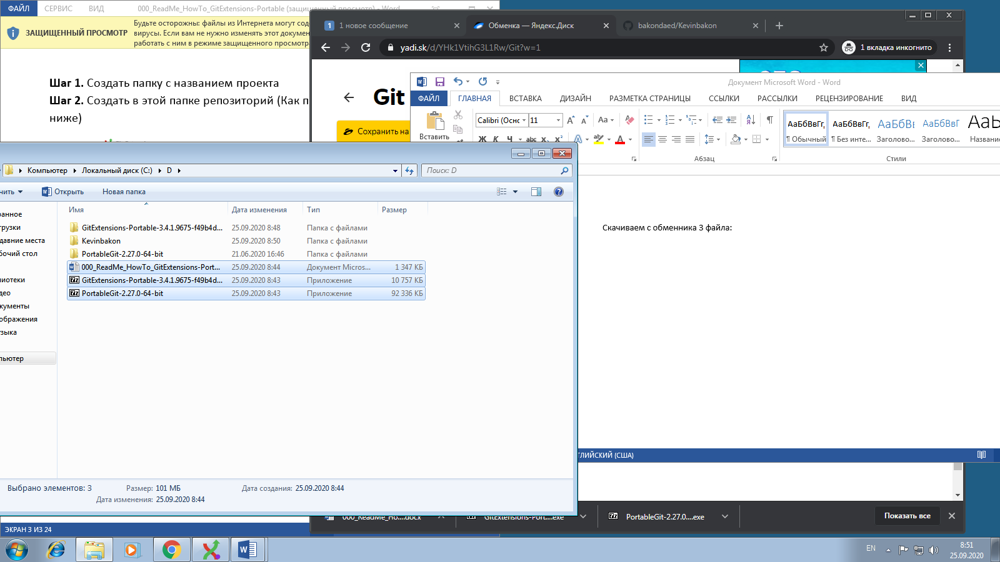 ФАЙЛ СЕРВИС ВИД 000_ReadMe_HowTo_GitExtensions-Portable (защищенный просмотр) - Word
ЗАЩИЩЕННЫЙ ПРОСМОТР
Будьте осторожны: файлы из Интернета могут сод
вирусы. Если вам не нужно изменять этот докумен
работать с ним в режиме защищенного просмотра
Шаг 1. Создать папку с названием проекта
Шаг 2. Создать в этой папке репозиторий (Как п
ниже)
1 1 новое сообщение
Обменка — Яндекс.Диск
bakondaed/Kevinbakon
yadi.sk/d/YHk1VtihG3L1Rw/Git?w=1
1 вкладка инкогнито
Git
Сохранить на
Документ Microsoft Word - Word
ФАЙЛ ГЛАВНАЯ ВСТАВКА ДИЗАЙН РАЗМЕТКА СТРАНИЦЫ ССЫЛКИ РАССЫЛКИ РЕЦЕНЗИРОВАНИЕ ВИД
Вставить
Calibri (Оснс 11
Ж К Ч abc x₂ x²
Абзац
АаБбВвГг, АаБбВвГг, АаБбВ АаБбВвГ АаЬ
¶ Обычный ¶ Без инте... Заголово... Заголово... Название
Стили
Скачиваем с обменника 3 файла:
Компьютер Локальный диск (C:) D
Поиск: D
чить Открыть Новая папка
Имя Дата изменения Тип Размер
GitExtensions-Portable-3.4.1.9675-f49b4d... 25.09.2020 8:48 Папка с файлами
Kevinbakon 25.09.2020 8:50 Папка с файлами
PortableGit-2.27.0-64-bit 21.06.2020 16:46 Папка с файлами
000_ReadMe_HowTo_GitExtensions-Port... 25.09.2020 8:44 Документ Micros... 1 347 КБ
GitExtensions-Portable-3.4.1.9675-f49b4d... 25.09.2020 8:43 Приложение 10 757 КБ
PortableGit-2.27.0-64-bit 25.09.2020 8:43 Приложение 92 336 КБ
ранное
грузки
давние места
бочий стол
лиотеки
део
кументы
ображения
зыка
пьютер
Выбрано элементов: 3 Размер: 101 МБ Дата создания: 25.09.2020 8:44
Дата изменения: 25.09.2020 8:44
ГЛИЙСКИЙ (США)
000_ReadMe_Ho....docx
GitExtensions-Port....exe
PortableGit-2.27.0....exe
Показать все
ЭКРАН 3 ИЗ 24
EN
8:51
25.09.2020